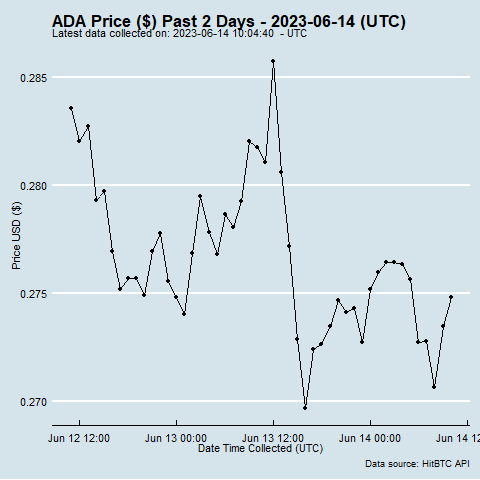 ADA Price ($) Past 2 Days - 2023-06-14 (UTC)
Latest data collected on: 2023-06-14 10:04:40 - UTC
0.285
0.280
0.275
0.270
Price USD ($)
Jun 12 12:00
Jun 13 00:00
Jun 13 12:00
Jun 14 00:00
Jun 14 12
Date Time Collected (UTC)
Data source: HitBTC API